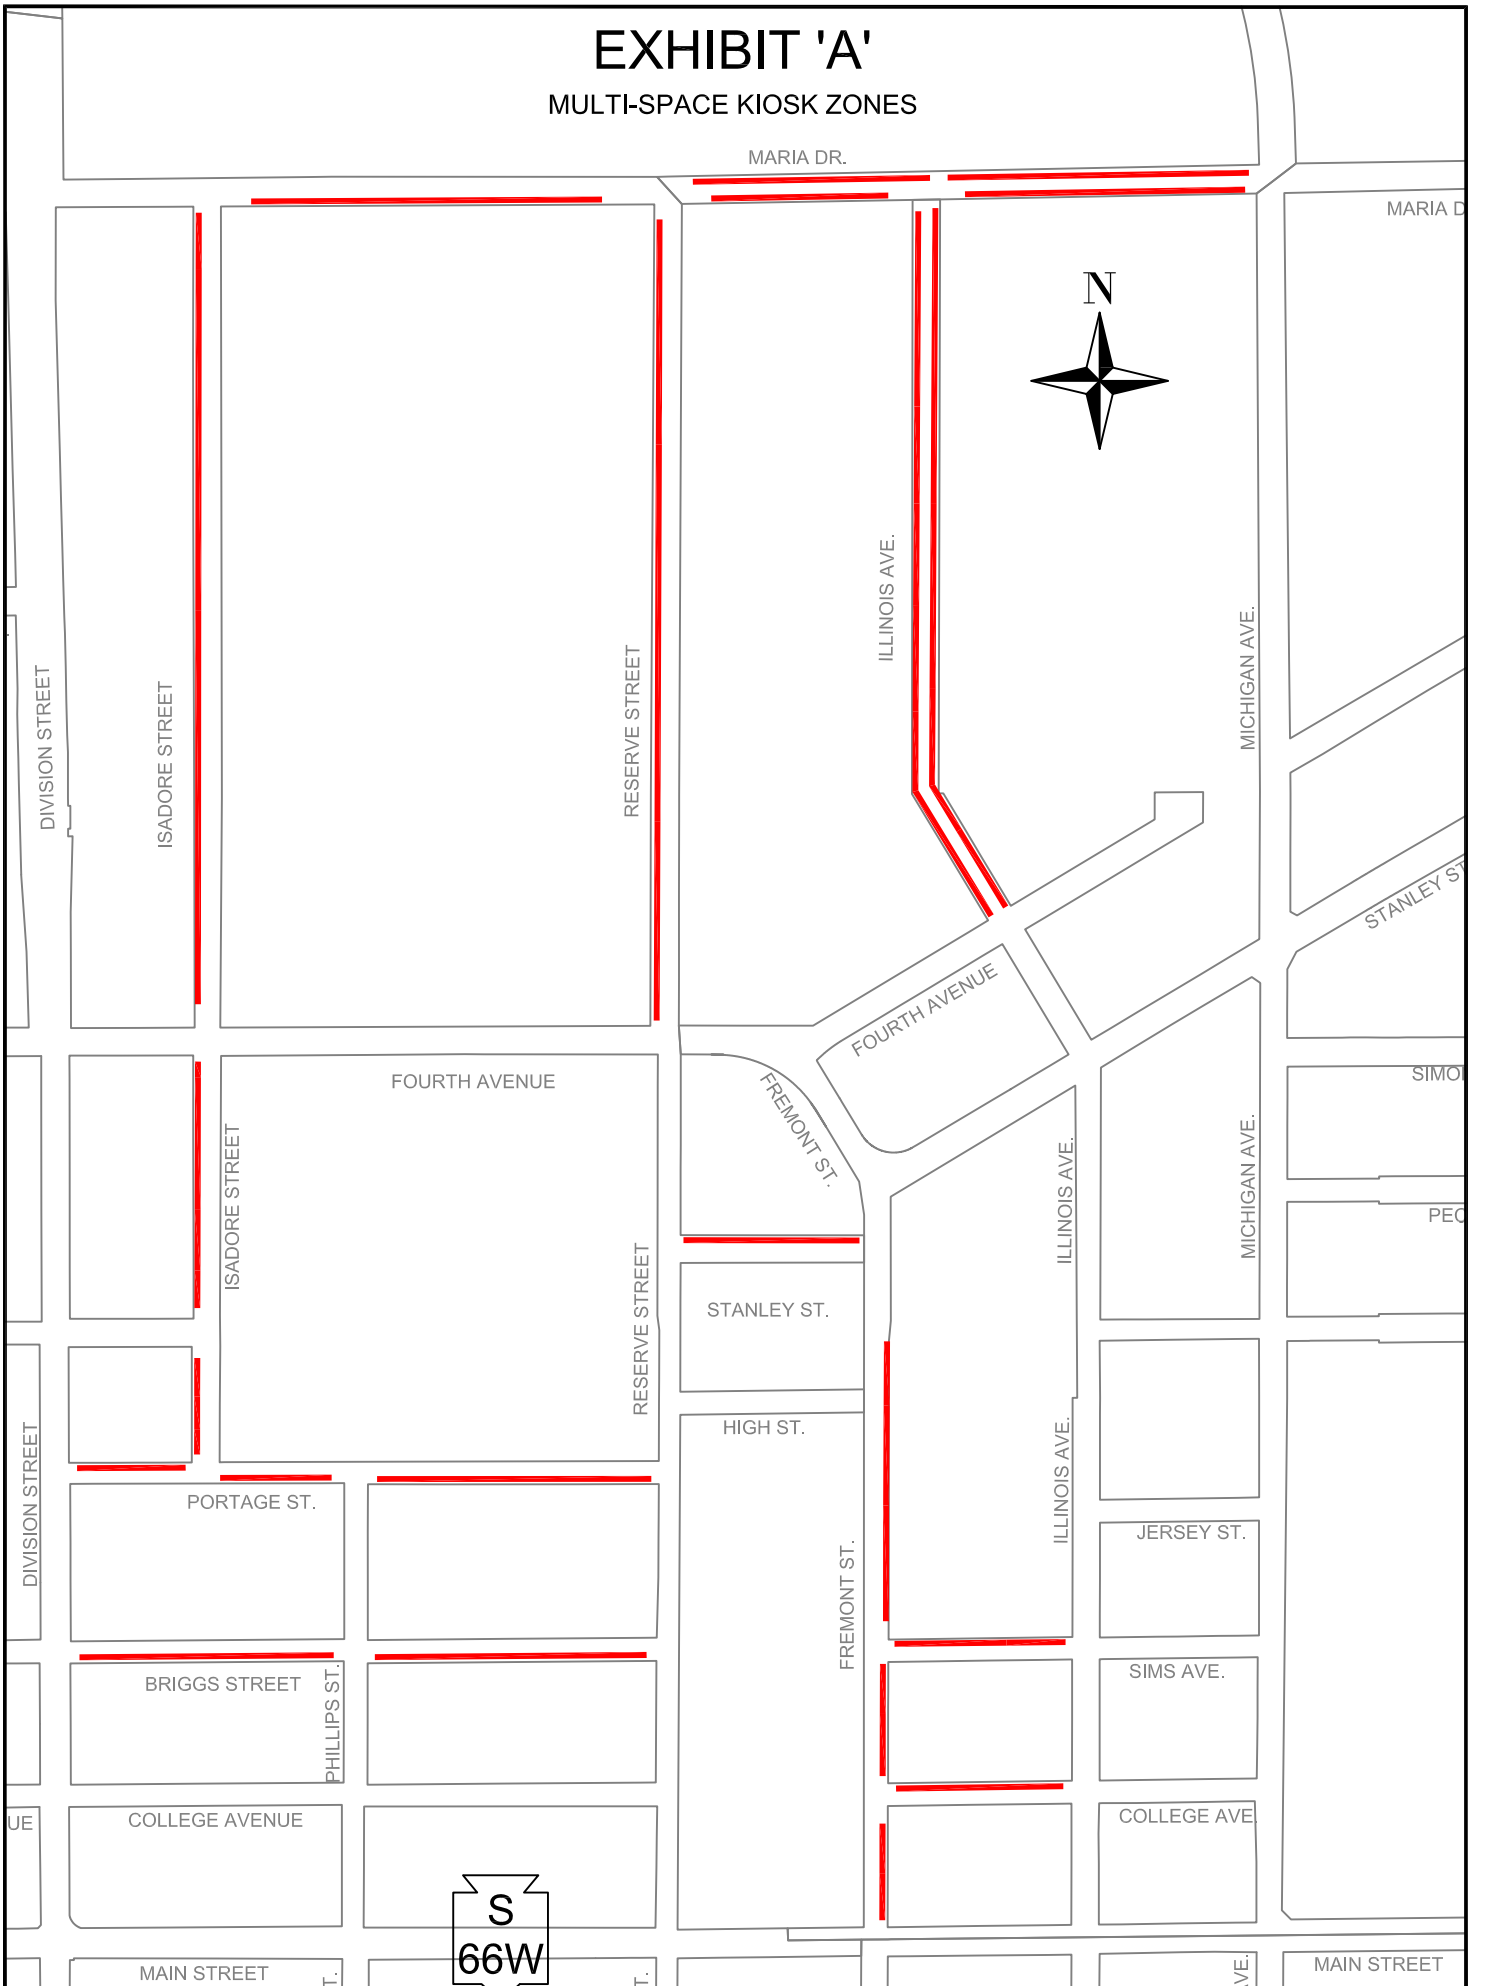 EXHIBIT 'A'
MULTI-SPACE KIOSK ZONES
MARIA DR.
MARIA D
N
ILLINOIS AVE.
MICHIGAN AVE.
RESERVE STREET
DIVISION STREET
ISADORE STREET
STANLEY ST
FOURTH AVENUE
FOURTH AVENUE
FREMONT ST.
SIMO
ISADORE STREET
ILLINOIS AVE.
MICHIGAN AVE.
PEC
RESERVE STREET
STANLEY ST.
HIGH ST.
DIVISION STREET
ILLINOIS AVE.
PORTAGE ST.
JERSEY ST.
FREMONT ST.
SIMS AVE.
BRIGGS STREET
PHILLIPS ST.
UE
COLLEGE AVENUE
COLLEGE AVE.
S
66W
MAIN STREET
T.
T.
VE.
MAIN STREET